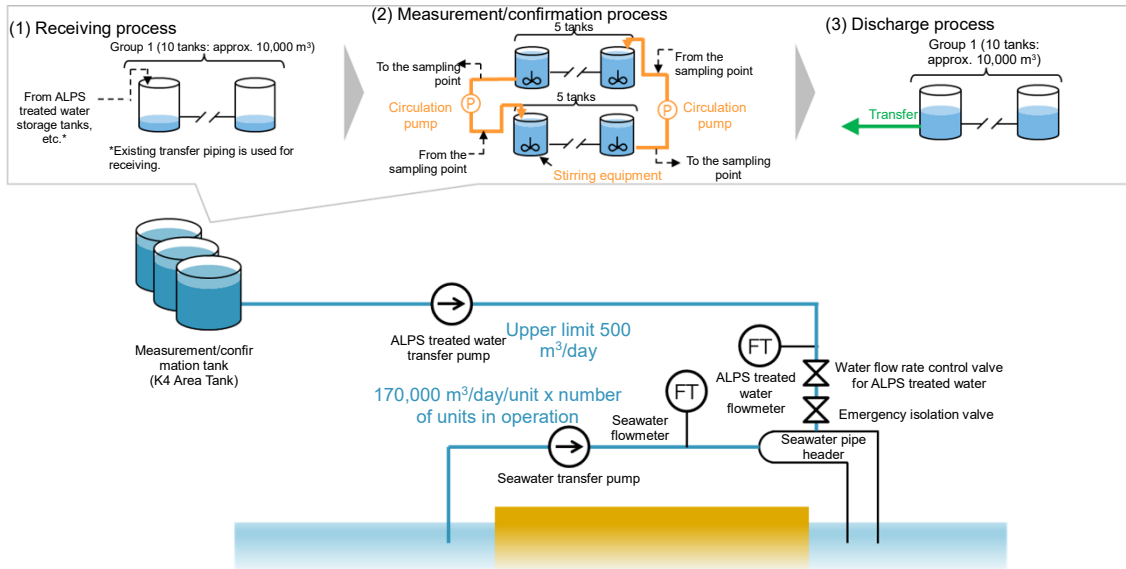 (1) Receiving process
Group 1 (10 tanks: approx. 10,000 m³)
From ALPS
treated water
storage tanks,
etc.*
*Existing transfer piping is used for
receiving.
(2) Measurement/confirmation process
5 tanks
To the sampling
point
From
the sampling
point
Circulation
pump
P
5 tanks
P
Circulation
pump
From the
sampling point
To the sampling
point
Stirring equipment
(3) Discharge process
Group 1 (10 tanks:
approx. 10,000 m³)
Transfer
Measurement/confir
mation tank
(K4 Area Tank)
ALPS treated water
transfer pump
Upper limit 500
m³/day
FT
ALPS treated
water
flowmeter
Water flow rate control valve
for ALPS treated water
Emergency isolation valve
170,000 m³/day/unit x number
of units in operation
FT
Seawater
flowmeter
Seawater transfer pump
Seawater pipe
header